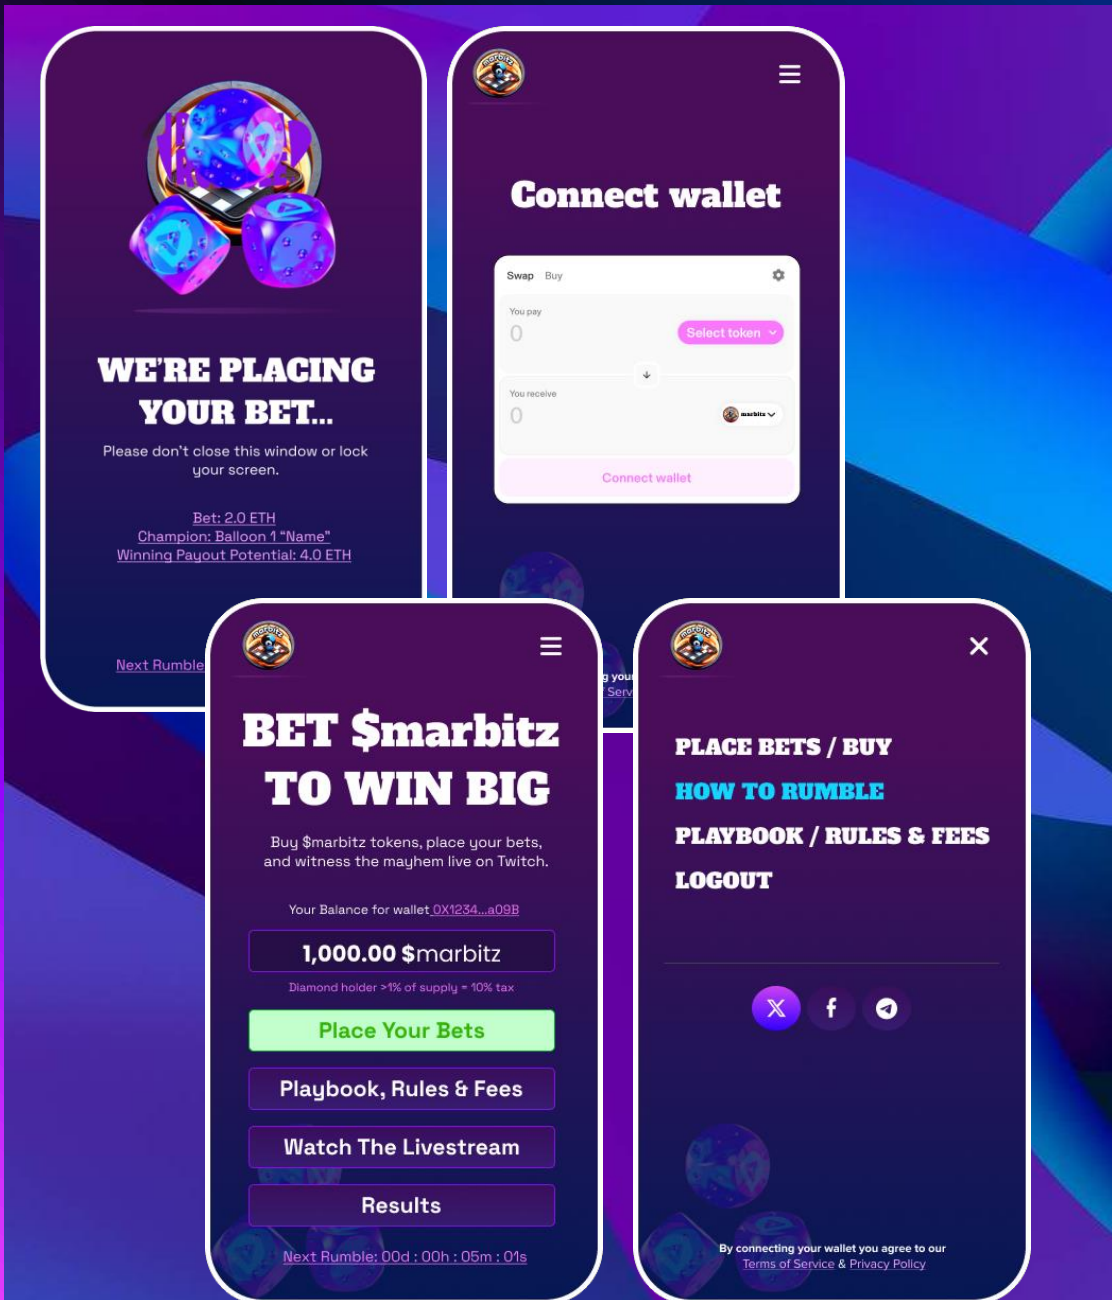 WE'RE PLACING
YOUR BET...
Please don't close this window or lock
your screen.
Bet: 2.0 ETH
Champion: Balloon 1 “Name”
Winning Payout Potential: 4.0 ETH
Next Rumble
marbitz
Connect wallet
Swap Buy
You pay
0
Select token
You receive
0
marbitz
Connect wallet
marbitz
BET $marbitz
TO WIN BIG
Buy $marbitz tokens, place your bets,
and witness the mayhem live on Twitch.
Your Balance for wallet 0X1234...a09B
1,000.00 $marbitz
Diamond holder >1% of supply = 10% tax
Place Your Bets
Playbook, Rules & Fees
Watch The Livestream
Results
Next Rumble: 00d : 00h : 05m : 01s
marbitz
PLACE BETS / BUY
HOW TO RUMBLE
PLAYBOOK / RULES & FEES
LOGOUT
By connecting your wallet you agree to our
Terms of Service & Privacy Policy